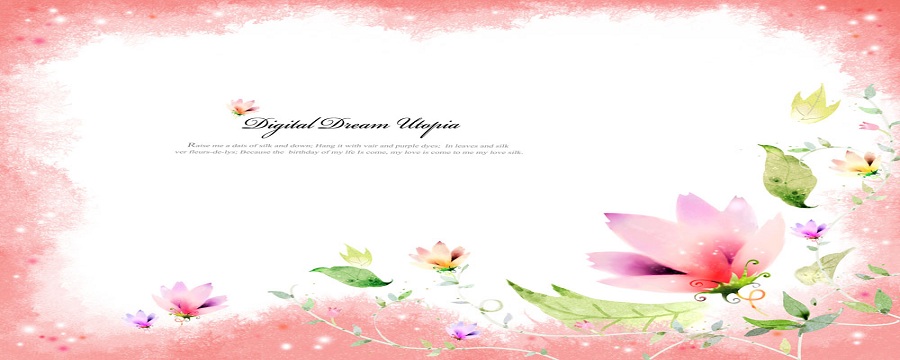 Digital Dream Utopia
Raise me a dais of silk and down; Hang it with vair and purple dyes; In leaves and silk
ver fleurs-de-lys; Because the birthday of my life Is come, my love is come to me my love silk.